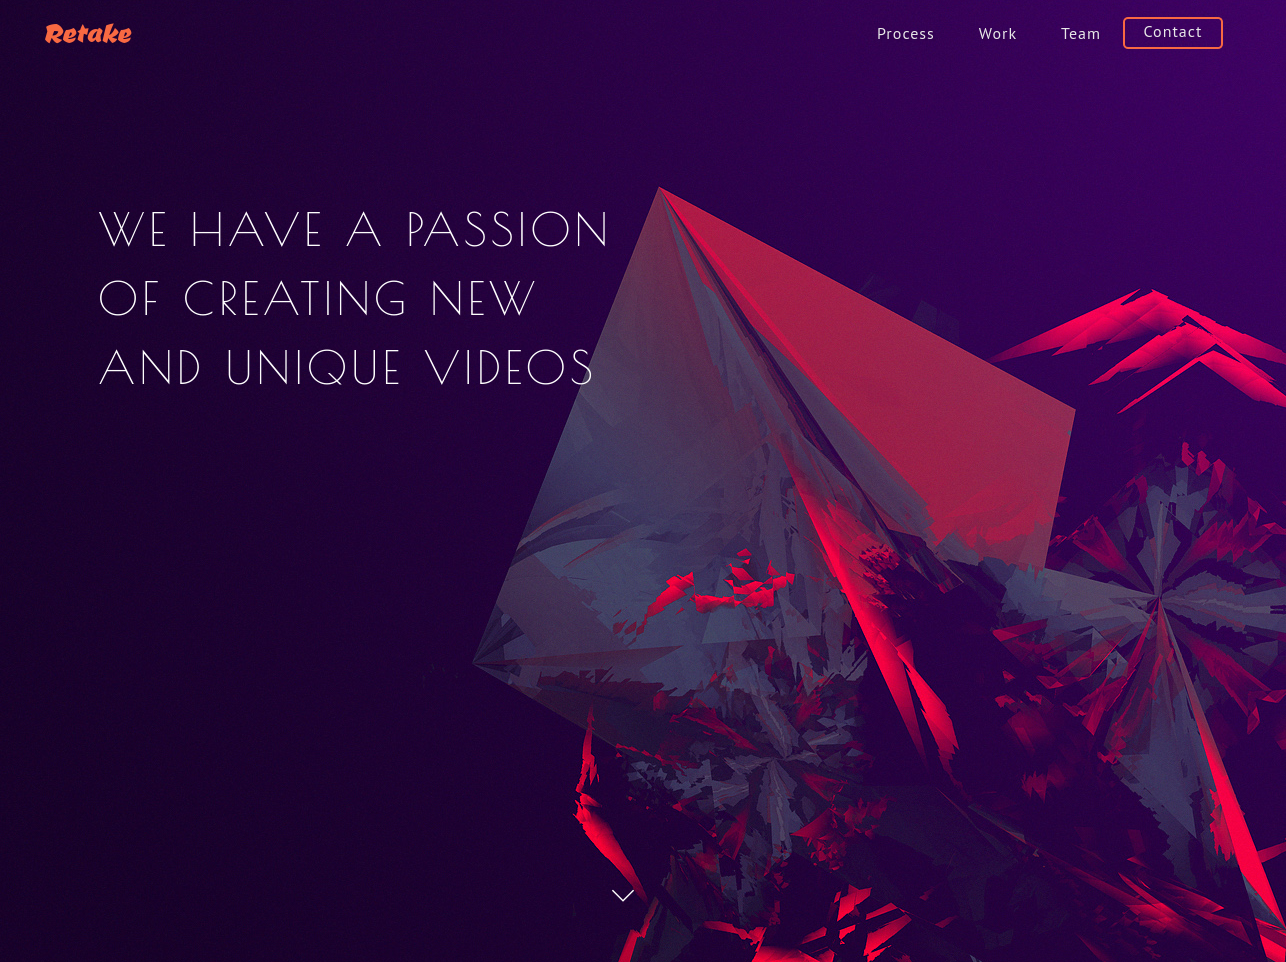 Retake
Process Work Team Contact
WE HAVE A PASSION
OF CREATING NEW
AND UNIQUE VIDEOS